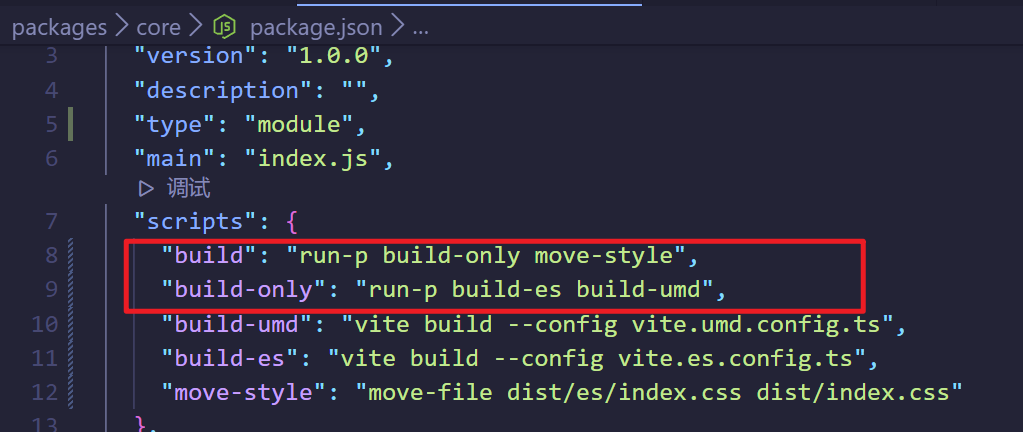 packages > core > package.json > ...
3 "version": "1.0.0",
4 "description": "",
5 "type": "module",
6 "main": "index.js",
调试
7 "scripts": {
8 "build": "run-p build-only move-style",
9 "build-only": "run-p build-es build-umd",
10 "build-umd": "vite build --config vite.umd.config.ts",
11 "build-es": "vite build --config vite.es.config.ts",
12 "move-style": "move-file dist/es/index.css dist/index.css"
13 },